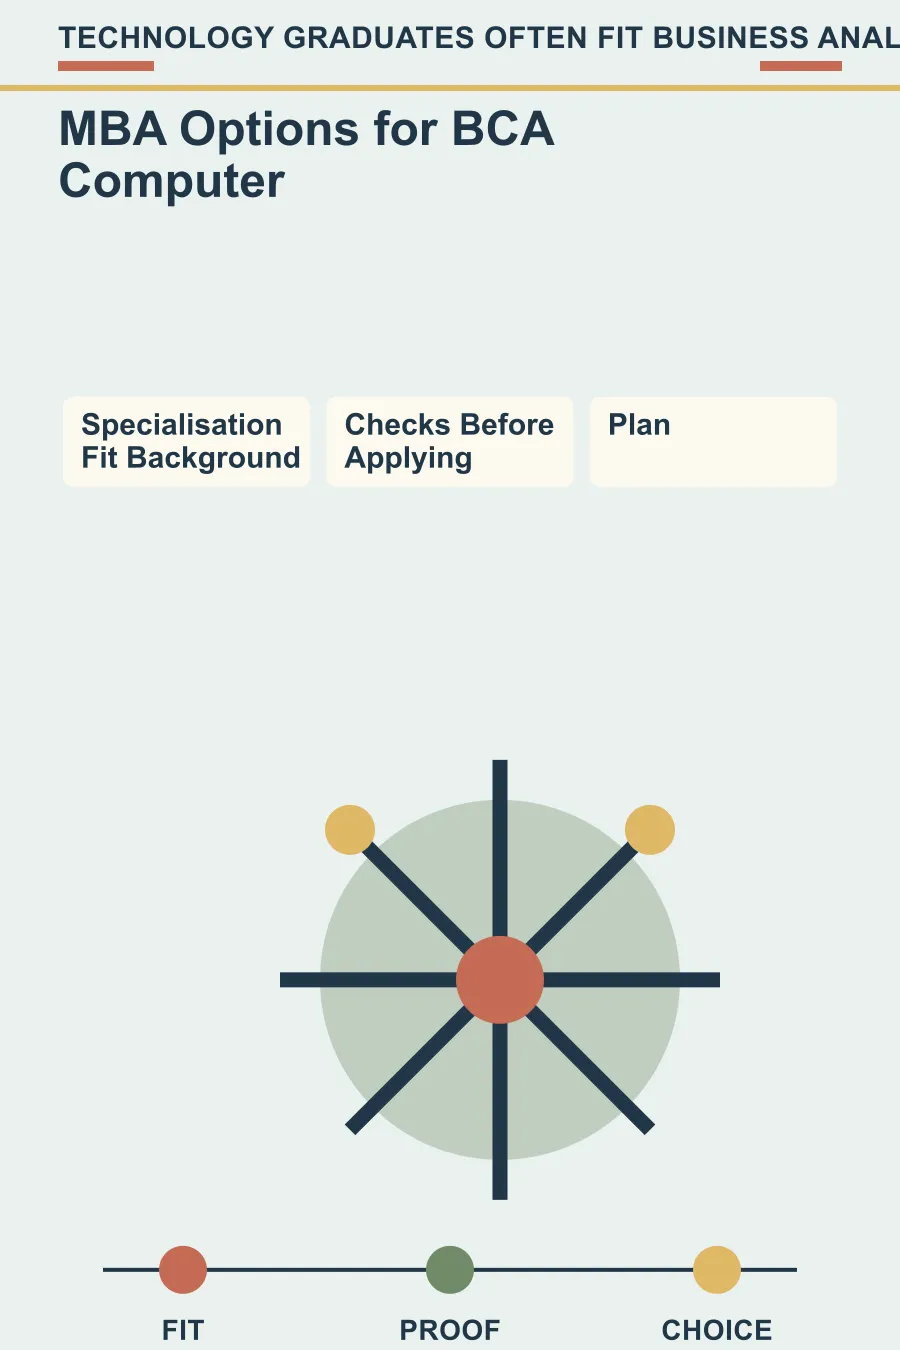 TECHNOLOGY GRADUATES OFTEN FIT BUSINESS ANAL
MBA Options for BCA
Computer
Specialisation
Fit Background
Checks Before
Applying
Plan
FIT
PROOF
CHOICE